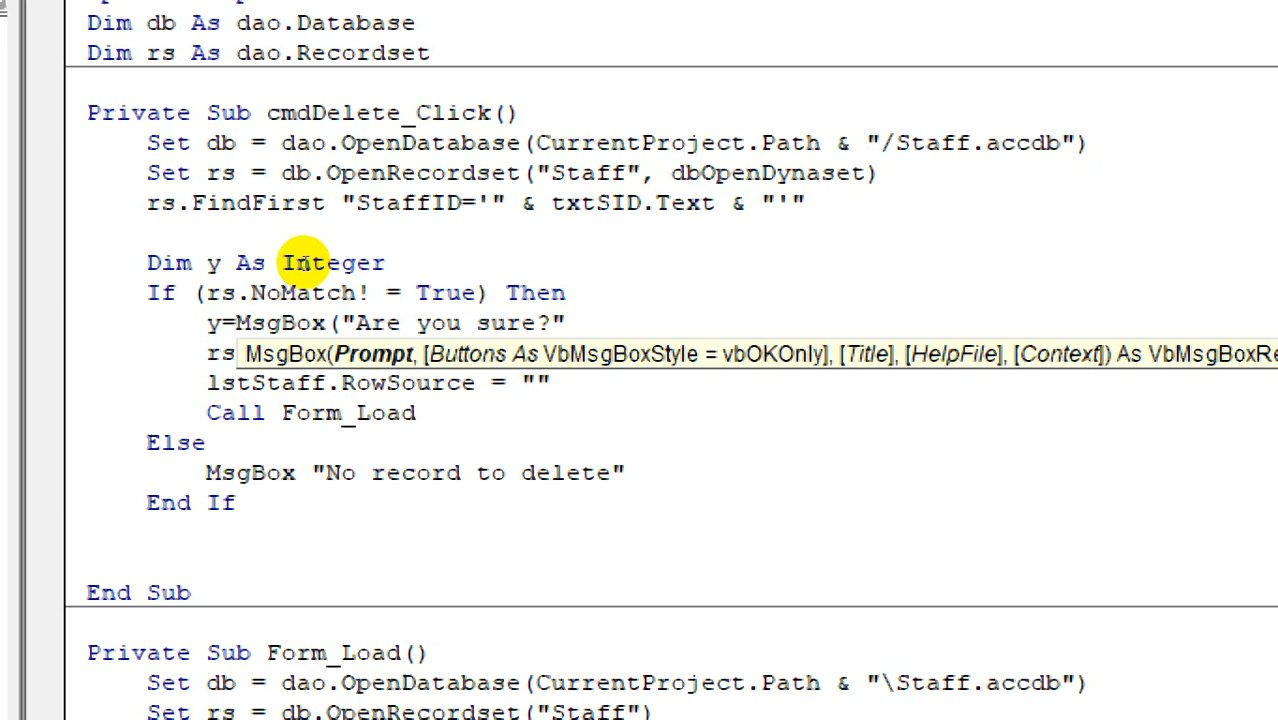 Dim db As dao.Database
Dim rs As dao.Recordset
Private Sub cmdDelete_Click()
Set db = dao.OpenDatabase(CurrentProject.Path & "/Staff.accdb")
Set rs = db.OpenRecordset("Staff", dbOpenDynaset)
rs.FindFirst "StaffID='" & txtSID.Text & "'"
Dim y As Integer
If (rs.NoMatch! = True) Then
y=MsgBox("Are you sure?"
rs MsgBox(Prompt, [Buttons As VbMsgBoxStyle = vbOKOnly], [Title], [HelpFile], [Context]) As VbMsgBoxRe
lstStaff.RowSource = ""
Call Form_Load
Else
MsgBox "No record to delete"
End If
End Sub
Private Sub Form_Load()
Set db = dao.OpenDatabase(CurrentProject.Path & "\Staff.accdb")
Set rs = db.OpenRecordset("Staff")